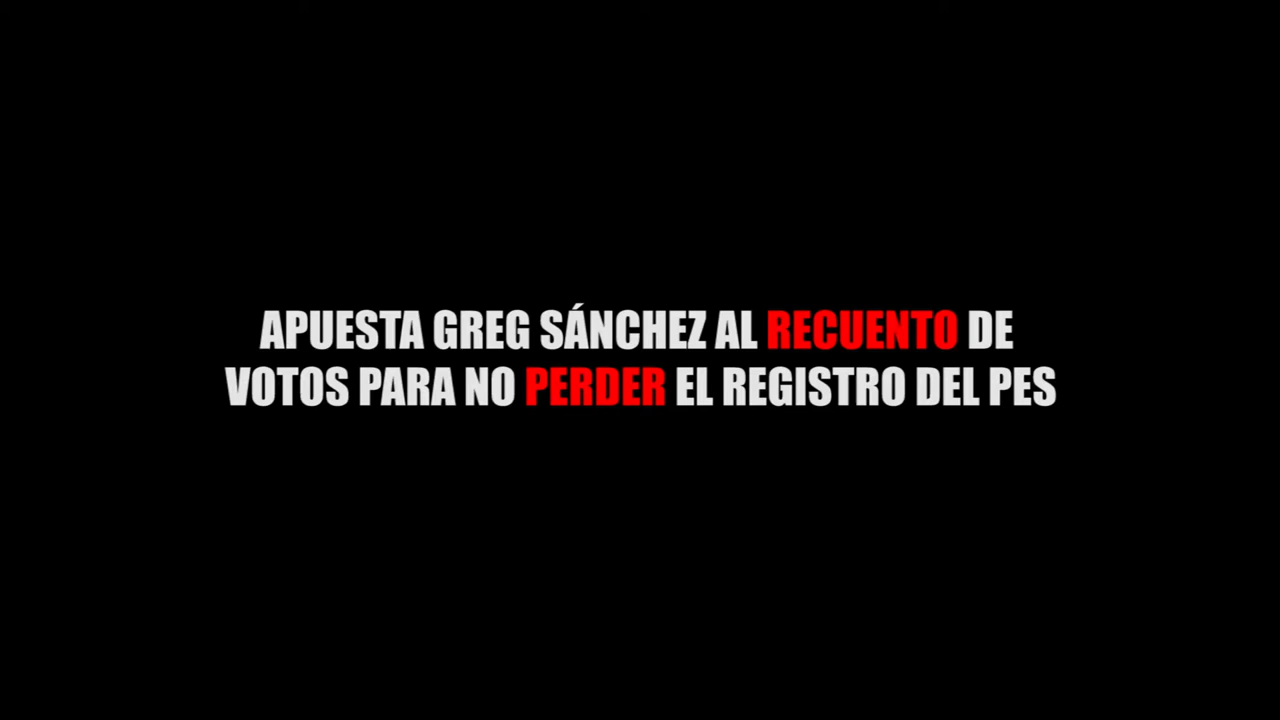 APUESTA GREG SÁNCHEZ AL RECUENTO DE
VOTOS PARA NO PERDER EL REGISTRO DEL PES